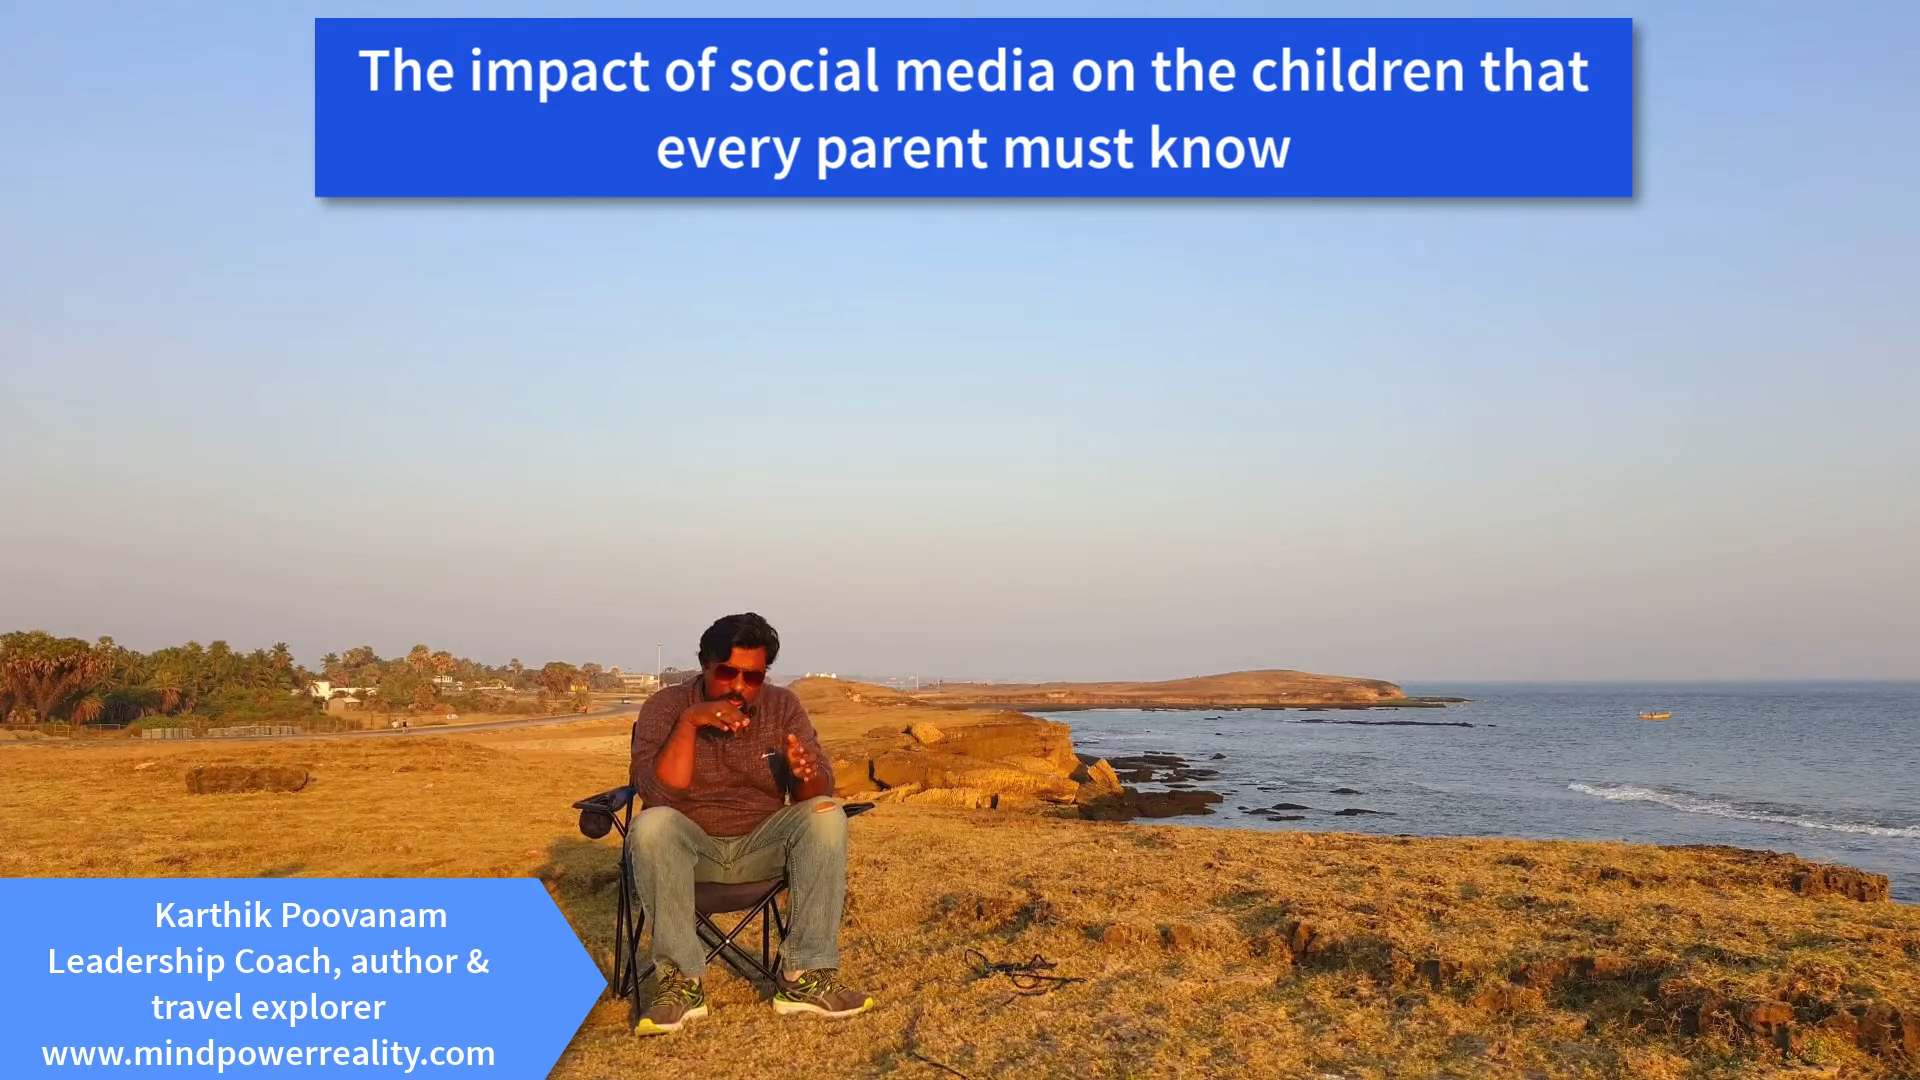 The impact of social media on the children that
every parent must know
Karthik Poovanam
Leadership Coach, author &
travel explorer
www.mindpowerreality.com